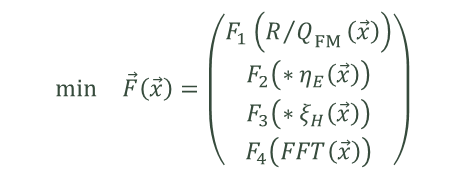 F₁ (R/Q_FM (x⃗))
F₂(∗ η_E(x⃗))
min F⃗(x⃗) =
F₃(∗ ξ_H(x⃗))
F₄(FFT(x⃗))